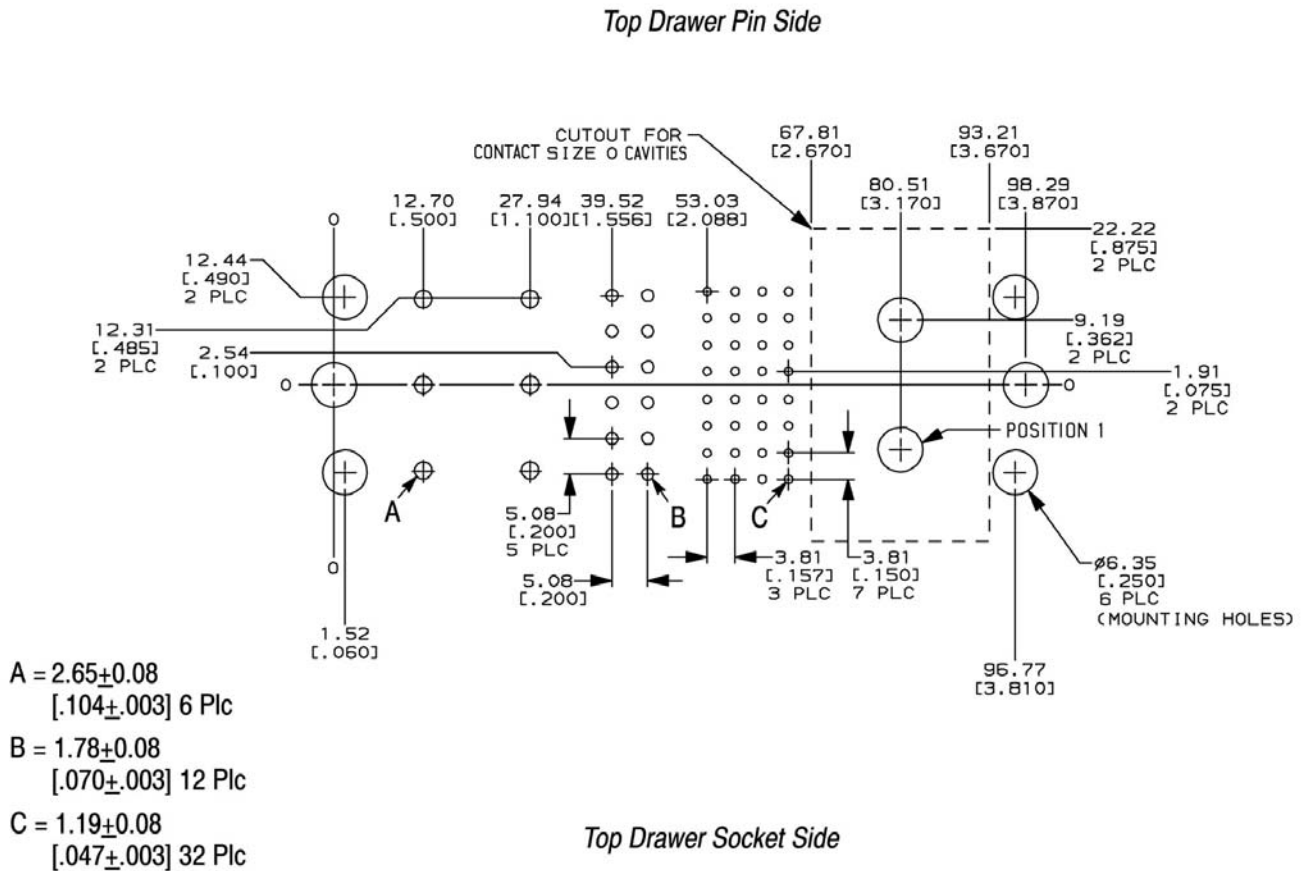 Top Drawer Pin Side
CUTOUT FOR
CONTACT SIZE O CAVITIES
67.81
[2.670]
93.21
[3.670]
80.51
[3.170]
98.29
[3.870]
0
12.70
[.500]
27.94
[1.100]
39.52
[1.556]
53.03
[2.088]
22.22
[.875]
2 PLC
12.44
[.490]
2 PLC
12.31
[.485]
2 PLC
9.19
[.362]
2 PLC
2.54
[.100]
1.91
[.075]
2 PLC
0
0
POSITION 1
A
B
C
5.08
[.200]
5 PLC
5.08
[.200]
3.81
[.157]
3 PLC
3.81
[.150]
7 PLC
ø6.35
[.250]
6 PLC
(MOUNTING HOLES)
0
1.52
[.060]
96.77
[3.810]
A = 2.65±0.08
[.104±.003] 6 Plc
B = 1.78±0.08
[.070±.003] 12 Plc
C = 1.19±0.08
[.047±.003] 32 Plc
Top Drawer Socket Side